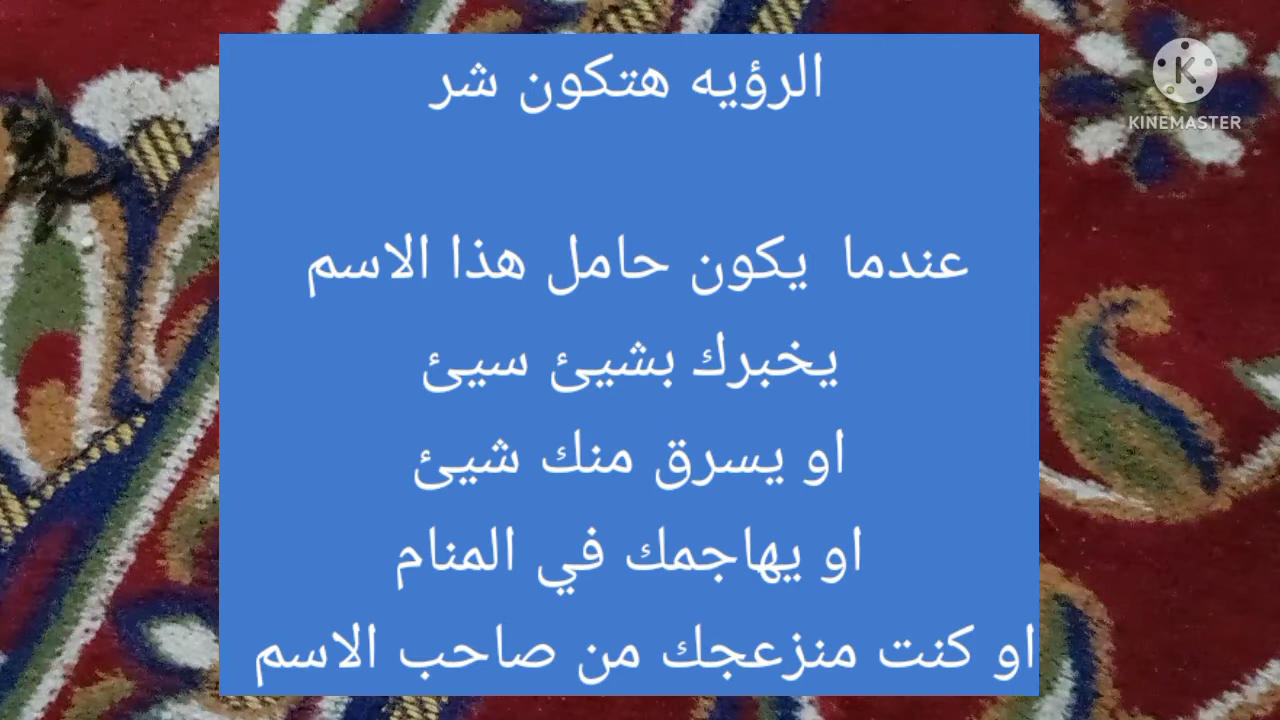 الرؤيه هتكون شر
عندما يكون حامل هذا الاسم
يخبرك بشيئ سيئ
او يسرق منك شيئ
او يهاجمك في المنام
او كنت منزعجك من صاحب الاسم
K
KINEMASTER